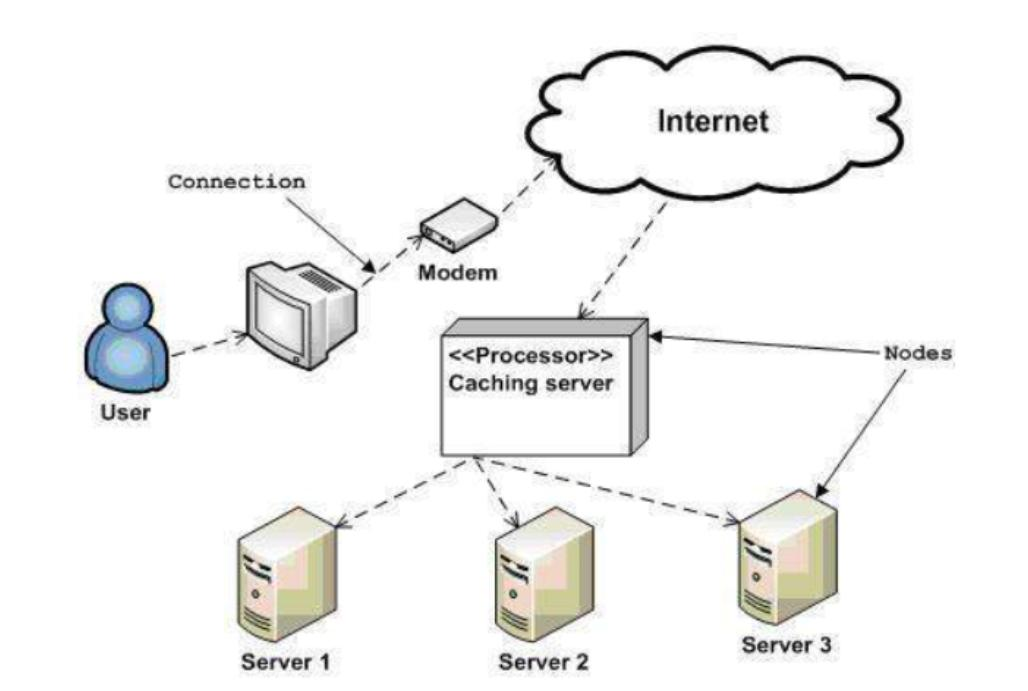 Internet
Connection
Modem
<<Processor>>
Caching server
Nodes
User
Server 1
Server 2
Server 3